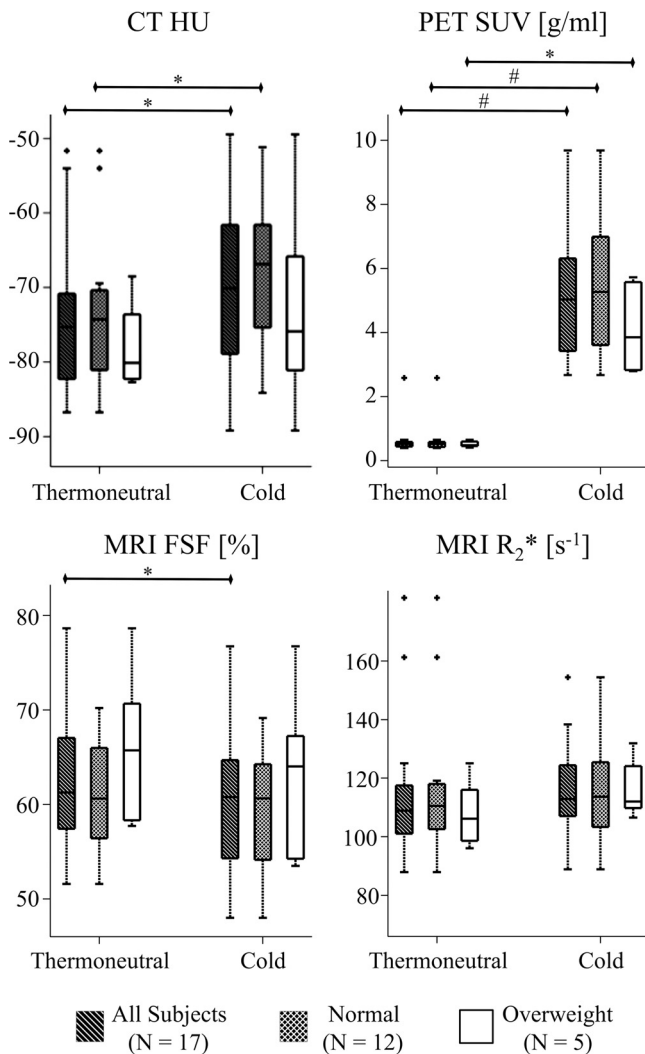 CT HU
PET SUV [g/ml]
*
*
*
#
#
-50
-60
-70
-80
-90
10
8
6
4
2
0
Thermoneutral Cold
Thermoneutral Cold
MRI FSF [%]
MRI R₂* [s⁻¹]
*
80
70
60
50
160
140
120
100
80
Thermoneutral Cold
Thermoneutral Cold
All Subjects
(N = 17)
Normal
(N = 12)
Overweight
(N = 5)